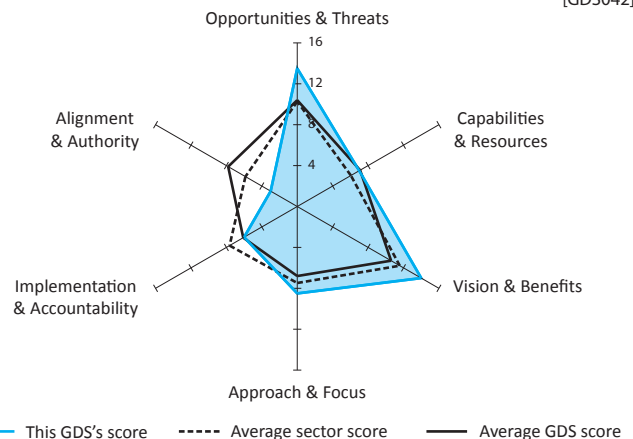 [GDS042]
Opportunities & Threats
16
12
8
4
Alignment
& Authority
Capabilities
& Resources
Implementation
& Accountability
Vision & Benefits
Approach & Focus
This GDS's score
Average sector score
Average GDS score